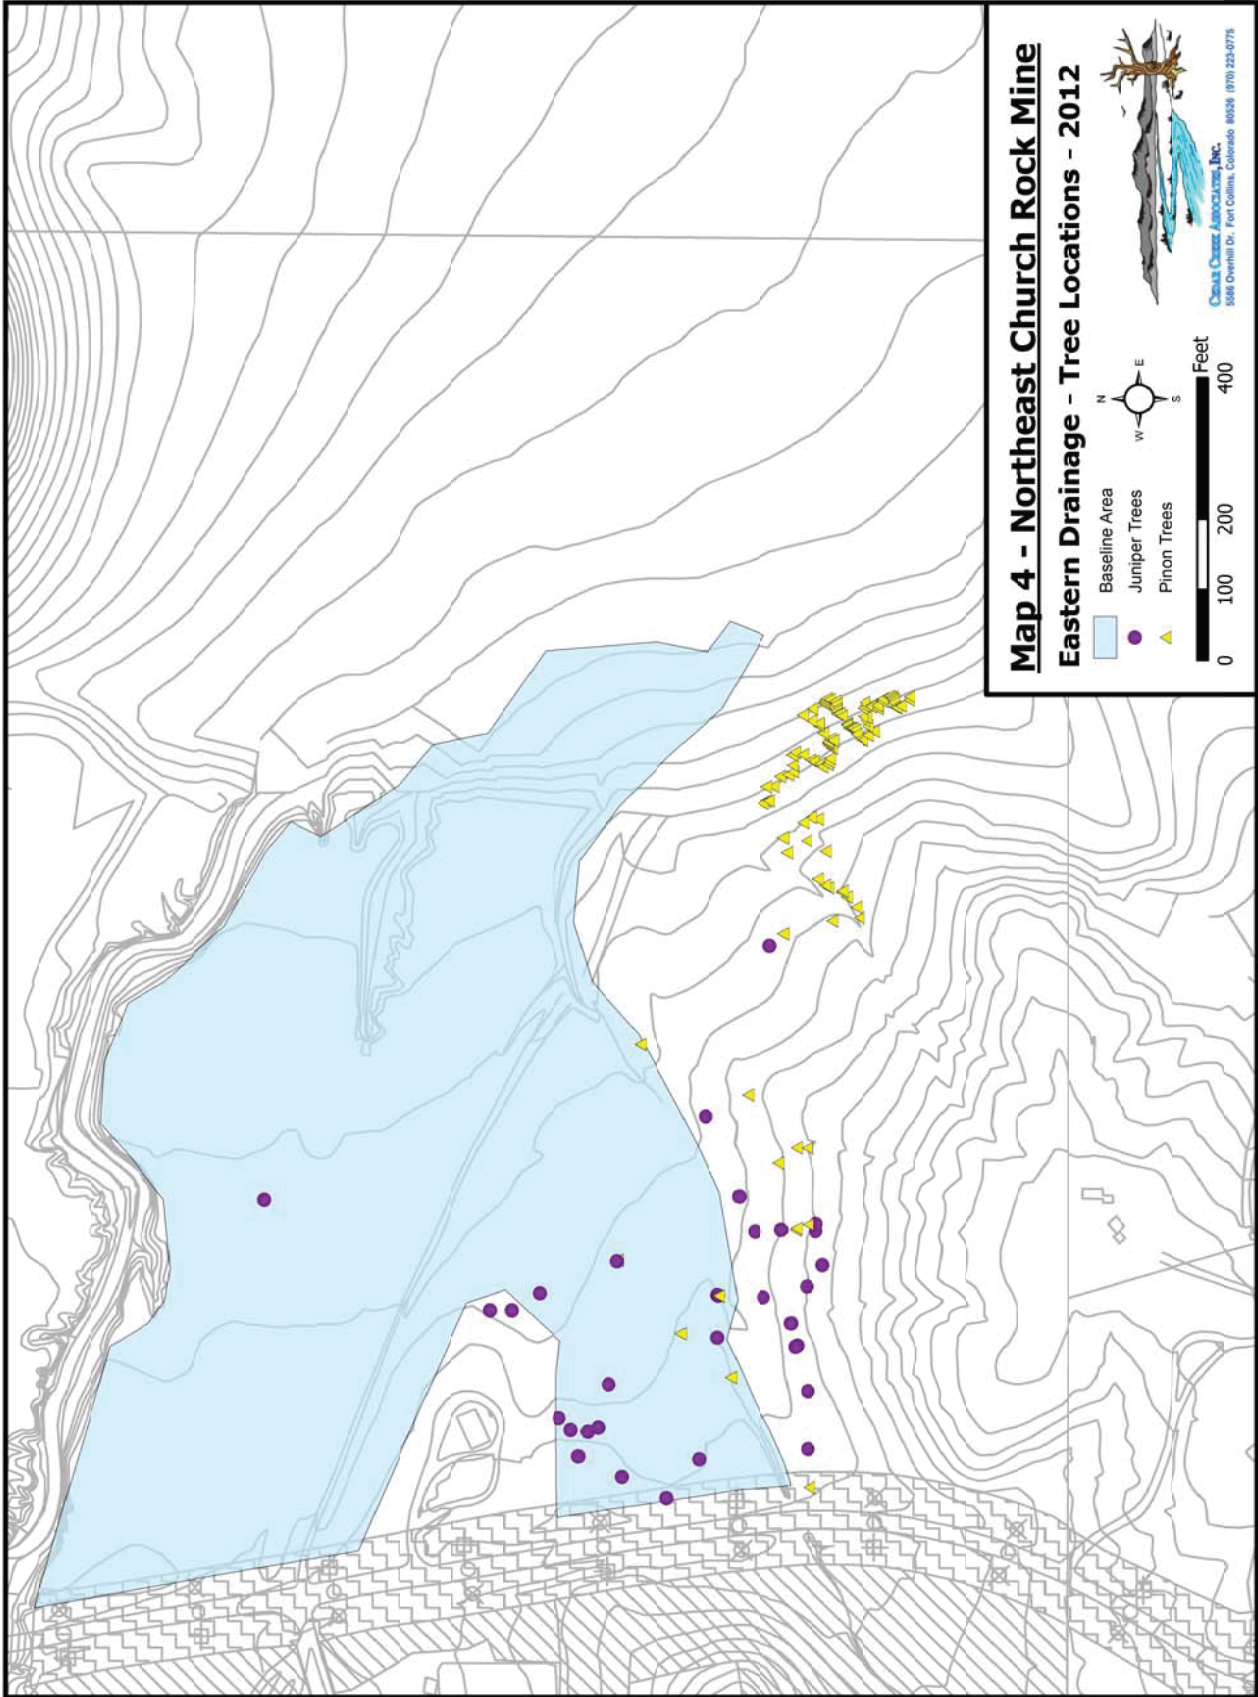 Map 4 - Northeast Church Rock Mine
Eastern Drainage - Tree Locations - 2012
Baseline Area
Juniper Trees
Pinon Trees
N
W E
S
Feet
0 100 200 400
CEDAR CREEK ASSOCIATES, INC.
5586 Overhill Dr. Fort Collins, Colorado 80526 (970) 223-0775